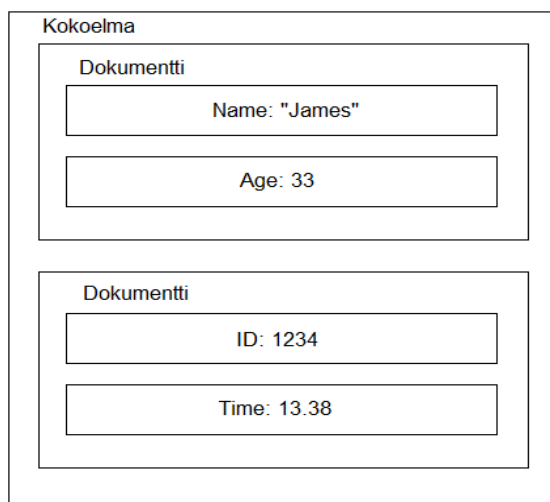 Kokoelma
Dokumentti
Name: "James"
Age: 33
Dokumentti
ID: 1234
Time: 13.38